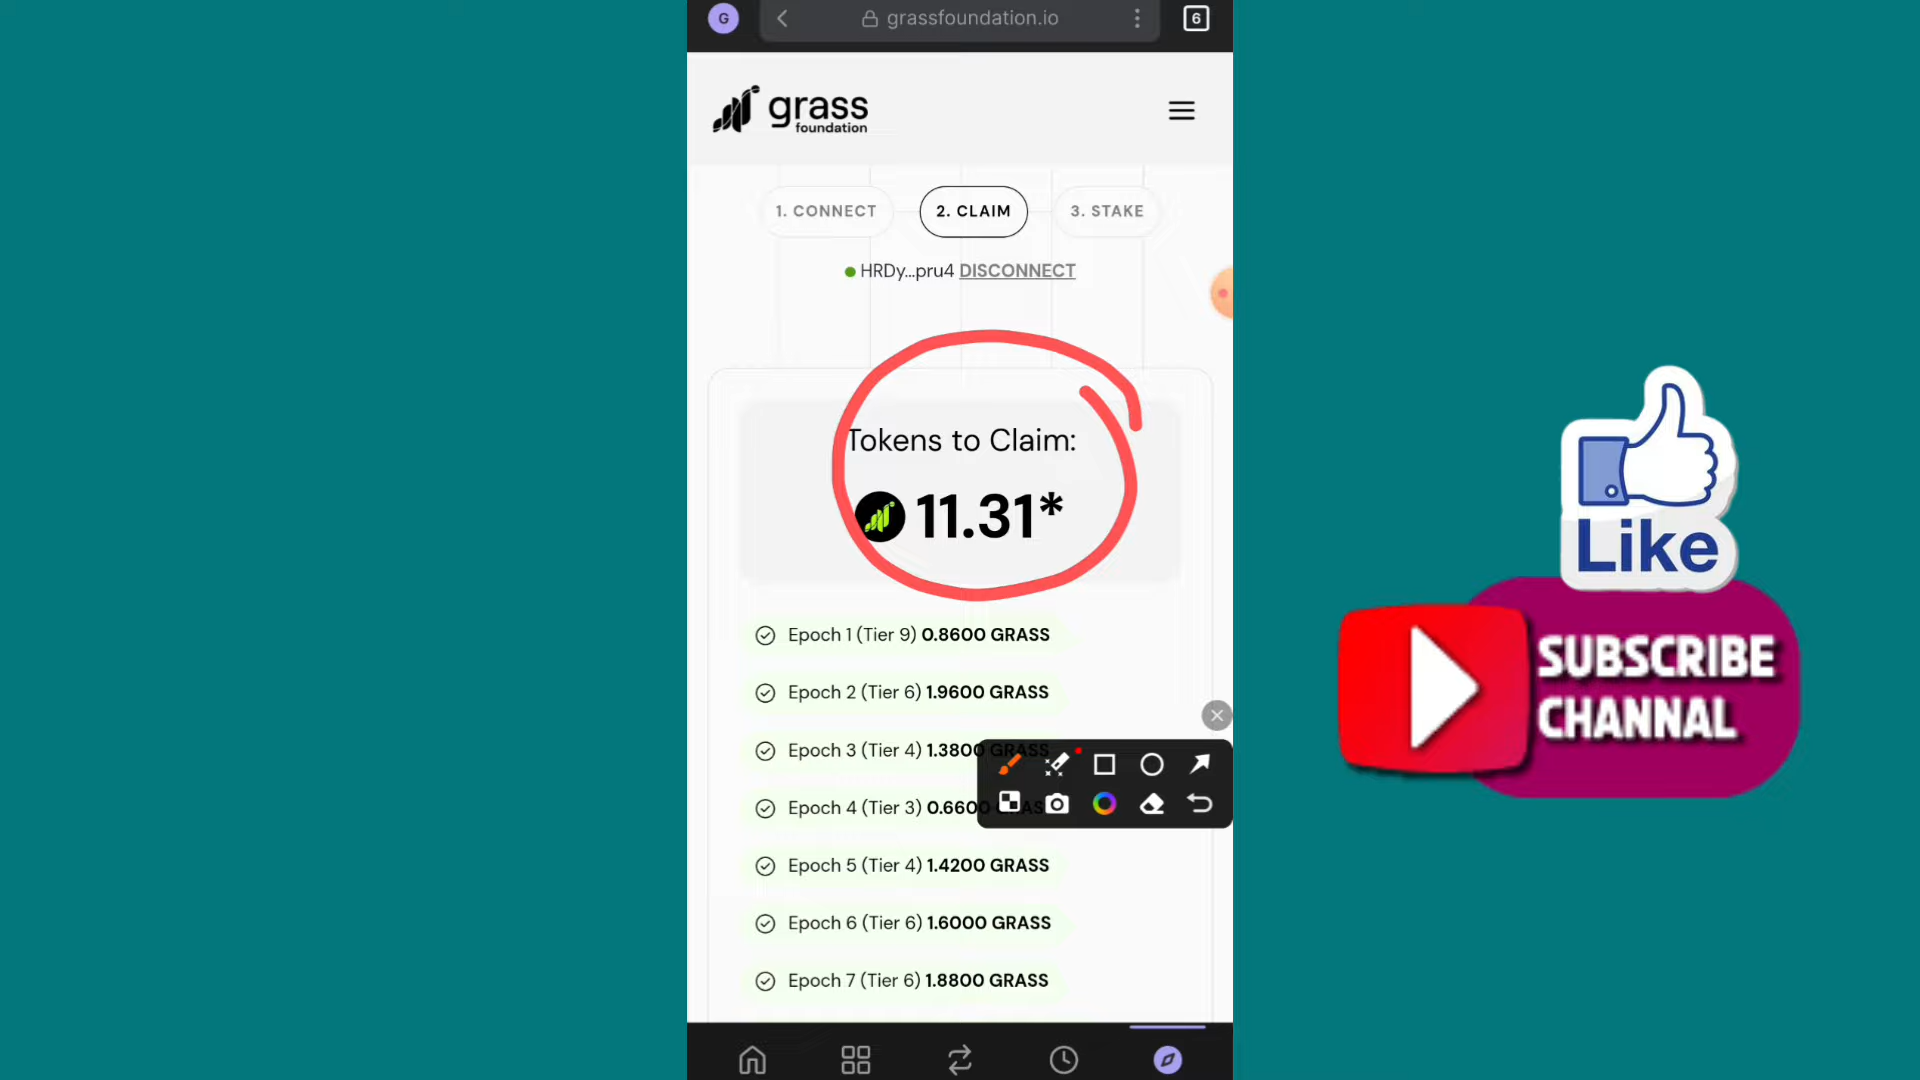 G
grassfoundation.io
6
grass
foundation
1. CONNECT
2. CLAIM
3. STAKE
HRDy...pru4 DISCONNECT
Tokens to Claim:
11.31*
Epoch 1 (Tier 9) 0.8600 GRASS
Epoch 2 (Tier 6) 1.9600 GRASS
Epoch 3 (Tier 4) 1.3800 GRASS
Epoch 4 (Tier 3) 0.6600
Epoch 5 (Tier 4) 1.4200 GRASS
Epoch 6 (Tier 6) 1.6000 GRASS
Epoch 7 (Tier 6) 1.8800 GRASS
Like
SUBSCRIBE
CHANNAL